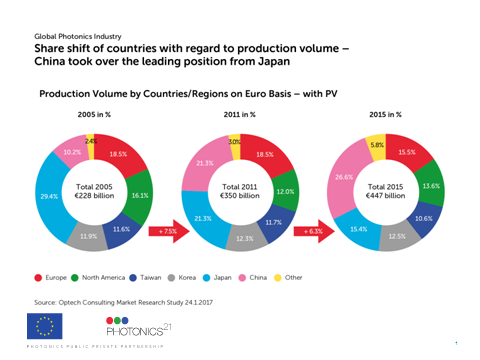 Global Photonics Industry
Share shift of countries with regard to production volume –
China took over the leading position from Japan
Production Volume by Countries/Regions on Euro Basis – with PV
2005 in %
2011 in %
2015 in %
2.4%
18.5%
16.1%
11.6%
11.9%
29.4%
10.2%
Total 2005
€228 billion
+ 7.5%
3.0%
18.5%
12.0%
11.7%
12.3%
21.3%
21.3%
Total 2011
€350 billion
+ 6.3%
5.8%
15.5%
13.6%
10.6%
12.5%
15.4%
26.6%
Total 2015
€447 billion
Europe North America Taiwan Korea Japan China Other
Source: Optech Consulting Market Research Study 24.1.2017
PHOTONICS21
PHOTONICS PUBLIC PRIVATE PARTNERSHIP